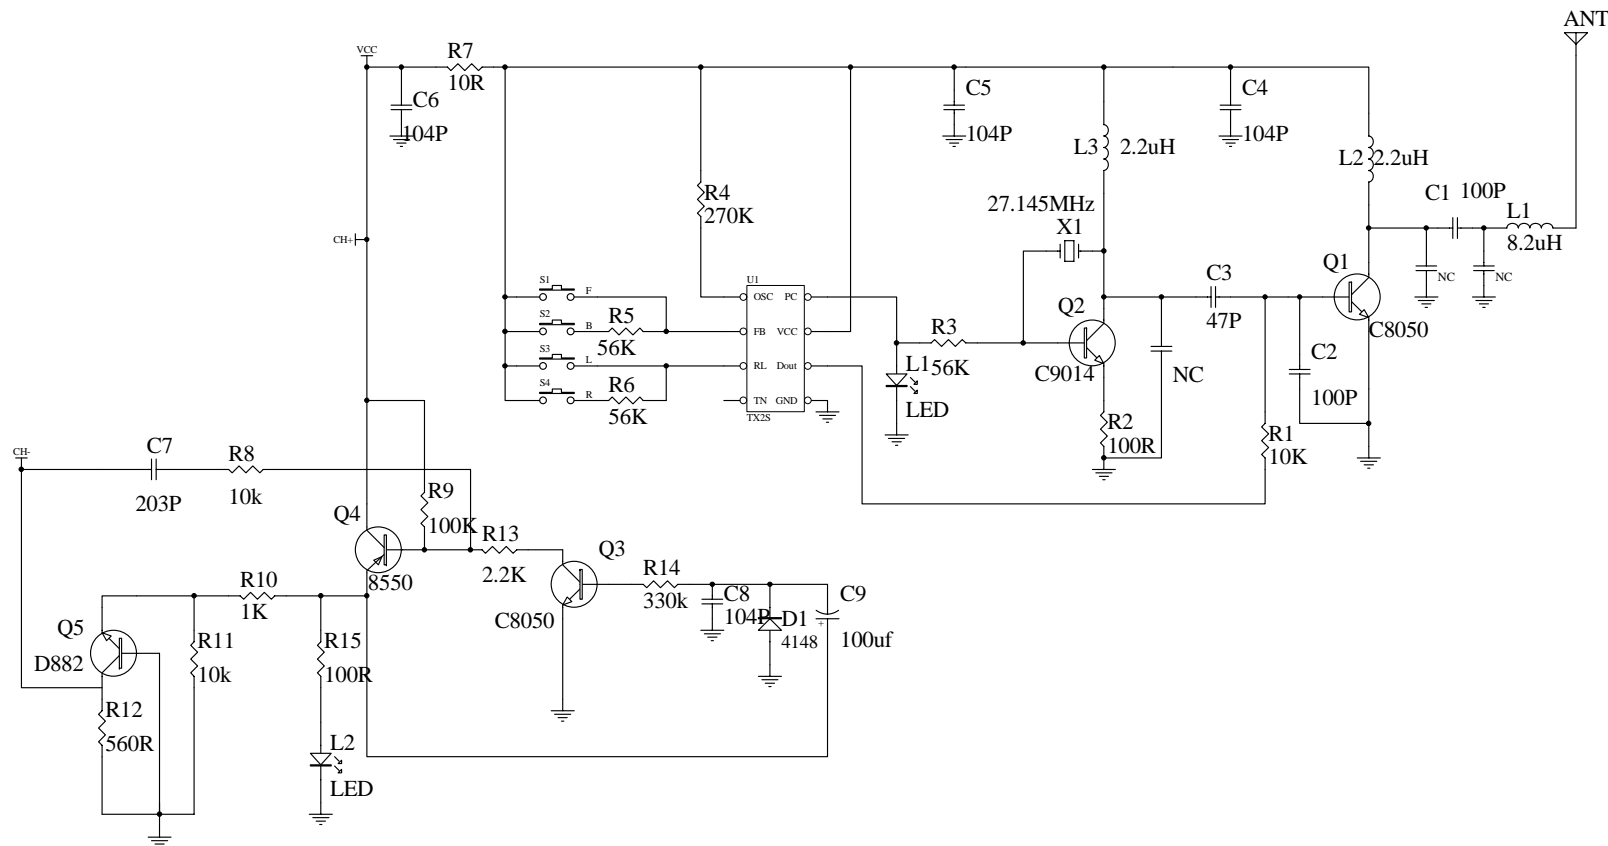 ANT
VCC
R7
10R
C6
104P
C5
104P
C4
104P
L3 2.2uH
L2 2.2uH
R4
270K
27.145MHz
X1
C1 100P
L1
8.2uH
NC
NC
CH+
Q1
C8050
C3
47P
Q2
C9014
NC
C2
100P
R3
56K
L1
LED
R2
100R
R1
10K
U1
OSC PC
FB VCC
RL Dout
TN GND
TX2S
S1 F
S2 B
R5
56K
S3 L
S4 R
R6
56K
CH-
C7
203P
R8
10k
R9
100K
Q4
8550
R13
2.2K
Q3
C8050
R14
330k
C8
104P
D1
4148
C9
+
100uf
R10
1K
Q5
D882
R11
10k
R15
100R
R12
560R
L2
LED